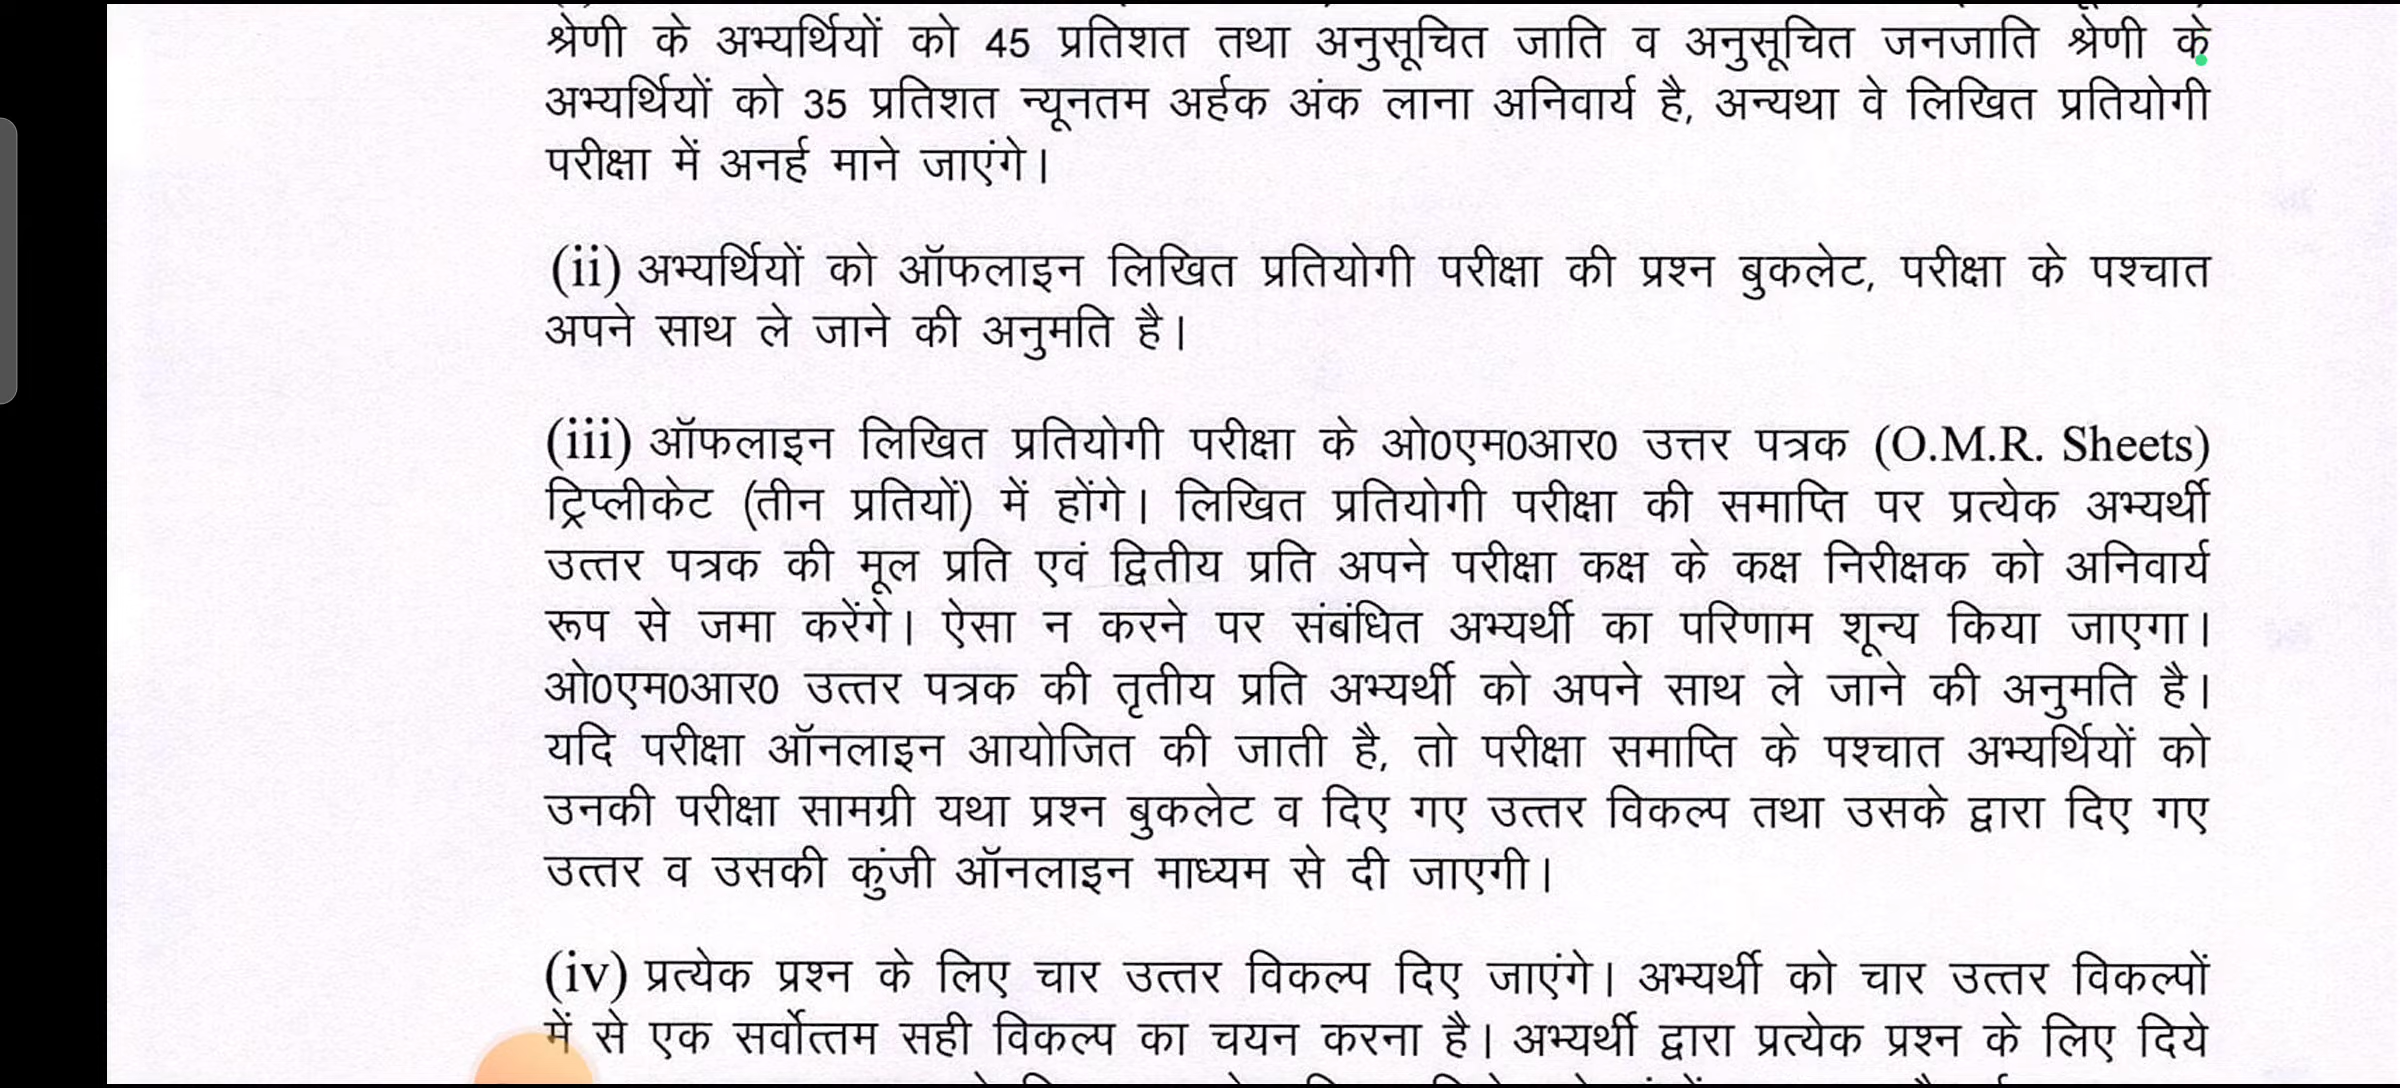 श्रेणी के अभ्यर्थियों को 45 प्रतिशत तथा अनुसूचित जाति व अनुसूचित जनजाति श्रेणी के
अभ्यर्थियों को 35 प्रतिशत न्यूनतम अर्हक अंक लाना अनिवार्य है, अन्यथा वे लिखित प्रतियोगी
परीक्षा में अनर्ह माने जाएंगे।
(ii) अभ्यर्थियों को ऑफलाइन लिखित प्रतियोगी परीक्षा की प्रश्न बुकलेट, परीक्षा के पश्चात
अपने साथ ले जाने की अनुमति है।
(iii) ऑफलाइन लिखित प्रतियोगी परीक्षा के ओ0एम0आर0 उत्तर पत्रक (O.M.R. Sheets)
ट्रिप्लीकेट (तीन प्रतियों) में होंगे। लिखित प्रतियोगी परीक्षा की समाप्ति पर प्रत्येक अभ्यर्थी
उत्तर पत्रक की मूल प्रति एवं द्वितीय प्रति अपने परीक्षा कक्ष के कक्ष निरीक्षक को अनिवार्य
रूप से जमा करेंगे। ऐसा न करने पर संबंधित अभ्यर्थी का परिणाम शून्य किया जाएगा।
ओ0एम0आर0 उत्तर पत्रक की तृतीय प्रति अभ्यर्थी को अपने साथ ले जाने की अनुमति है।
यदि परीक्षा ऑनलाइन आयोजित की जाती है, तो परीक्षा समाप्ति के पश्चात अभ्यर्थियों को
उनकी परीक्षा सामग्री यथा प्रश्न बुकलेट व दिए गए उत्तर विकल्प तथा उसके द्वारा दिए गए
उत्तर व उसकी कुंजी ऑनलाइन माध्यम से दी जाएगी।
(iv) प्रत्येक प्रश्न के लिए चार उत्तर विकल्प दिए जाएंगे। अभ्यर्थी को चार उत्तर विकल्पों
में से एक सर्वोत्तम सही विकल्प का चयन करना है। अभ्यर्थी द्वारा प्रत्येक प्रश्न के लिए दिये